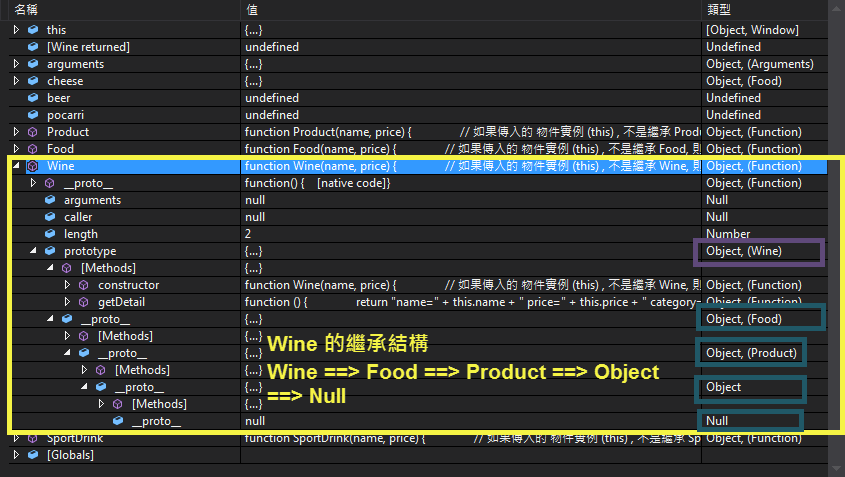 名稱 值 類型
this {...} [Object, Window]
[Wine returned] undefined Undefined
arguments {...} Object, (Arguments)
cheese {...} Object, (Food)
beer undefined Undefined
pocarri undefined Undefined
Product function Product(name, price) { // 如果傳入的 物件實例 (this) , 不是繼承 Prod Object, (Function)
Food function Food(name, price) { // 如果傳入的 物件實例 (this) , 不是繼承 Food, 則 Object, (Function)
Wine function Wine(name, price) { // 如果傳入的 物件實例 (this) , 不是繼承 Wine, 則 Object, (Function)
__proto__ function() { [native code]} Object, (Function)
arguments null Null
caller null Null
length 2 Number
prototype {...} Object, (Wine)
[Methods] {...}
constructor function Wine(name, price) { // 如果傳入的 物件實例 (this) , 不是繼承 Wine, 則 Object, (Function)
getDetail function () { return "name=" + this.name + " price=" + this.price + " category= Object, (Function)
__proto__ {...} Object, (Food)
[Methods] {...}
__proto__ {...} Object, (Product)
[Methods] {...}
__proto__ {...} Object
[Methods] {...}
__proto__ null Null
Wine 的繼承結構
Wine ==> Food ==> Product ==> Object
==> Null
SportDrink function SportDrink(name, price) { // 如果傳入的 物件實例 (this) , 不是繼承 Sp Object, (Function)
[Globals]